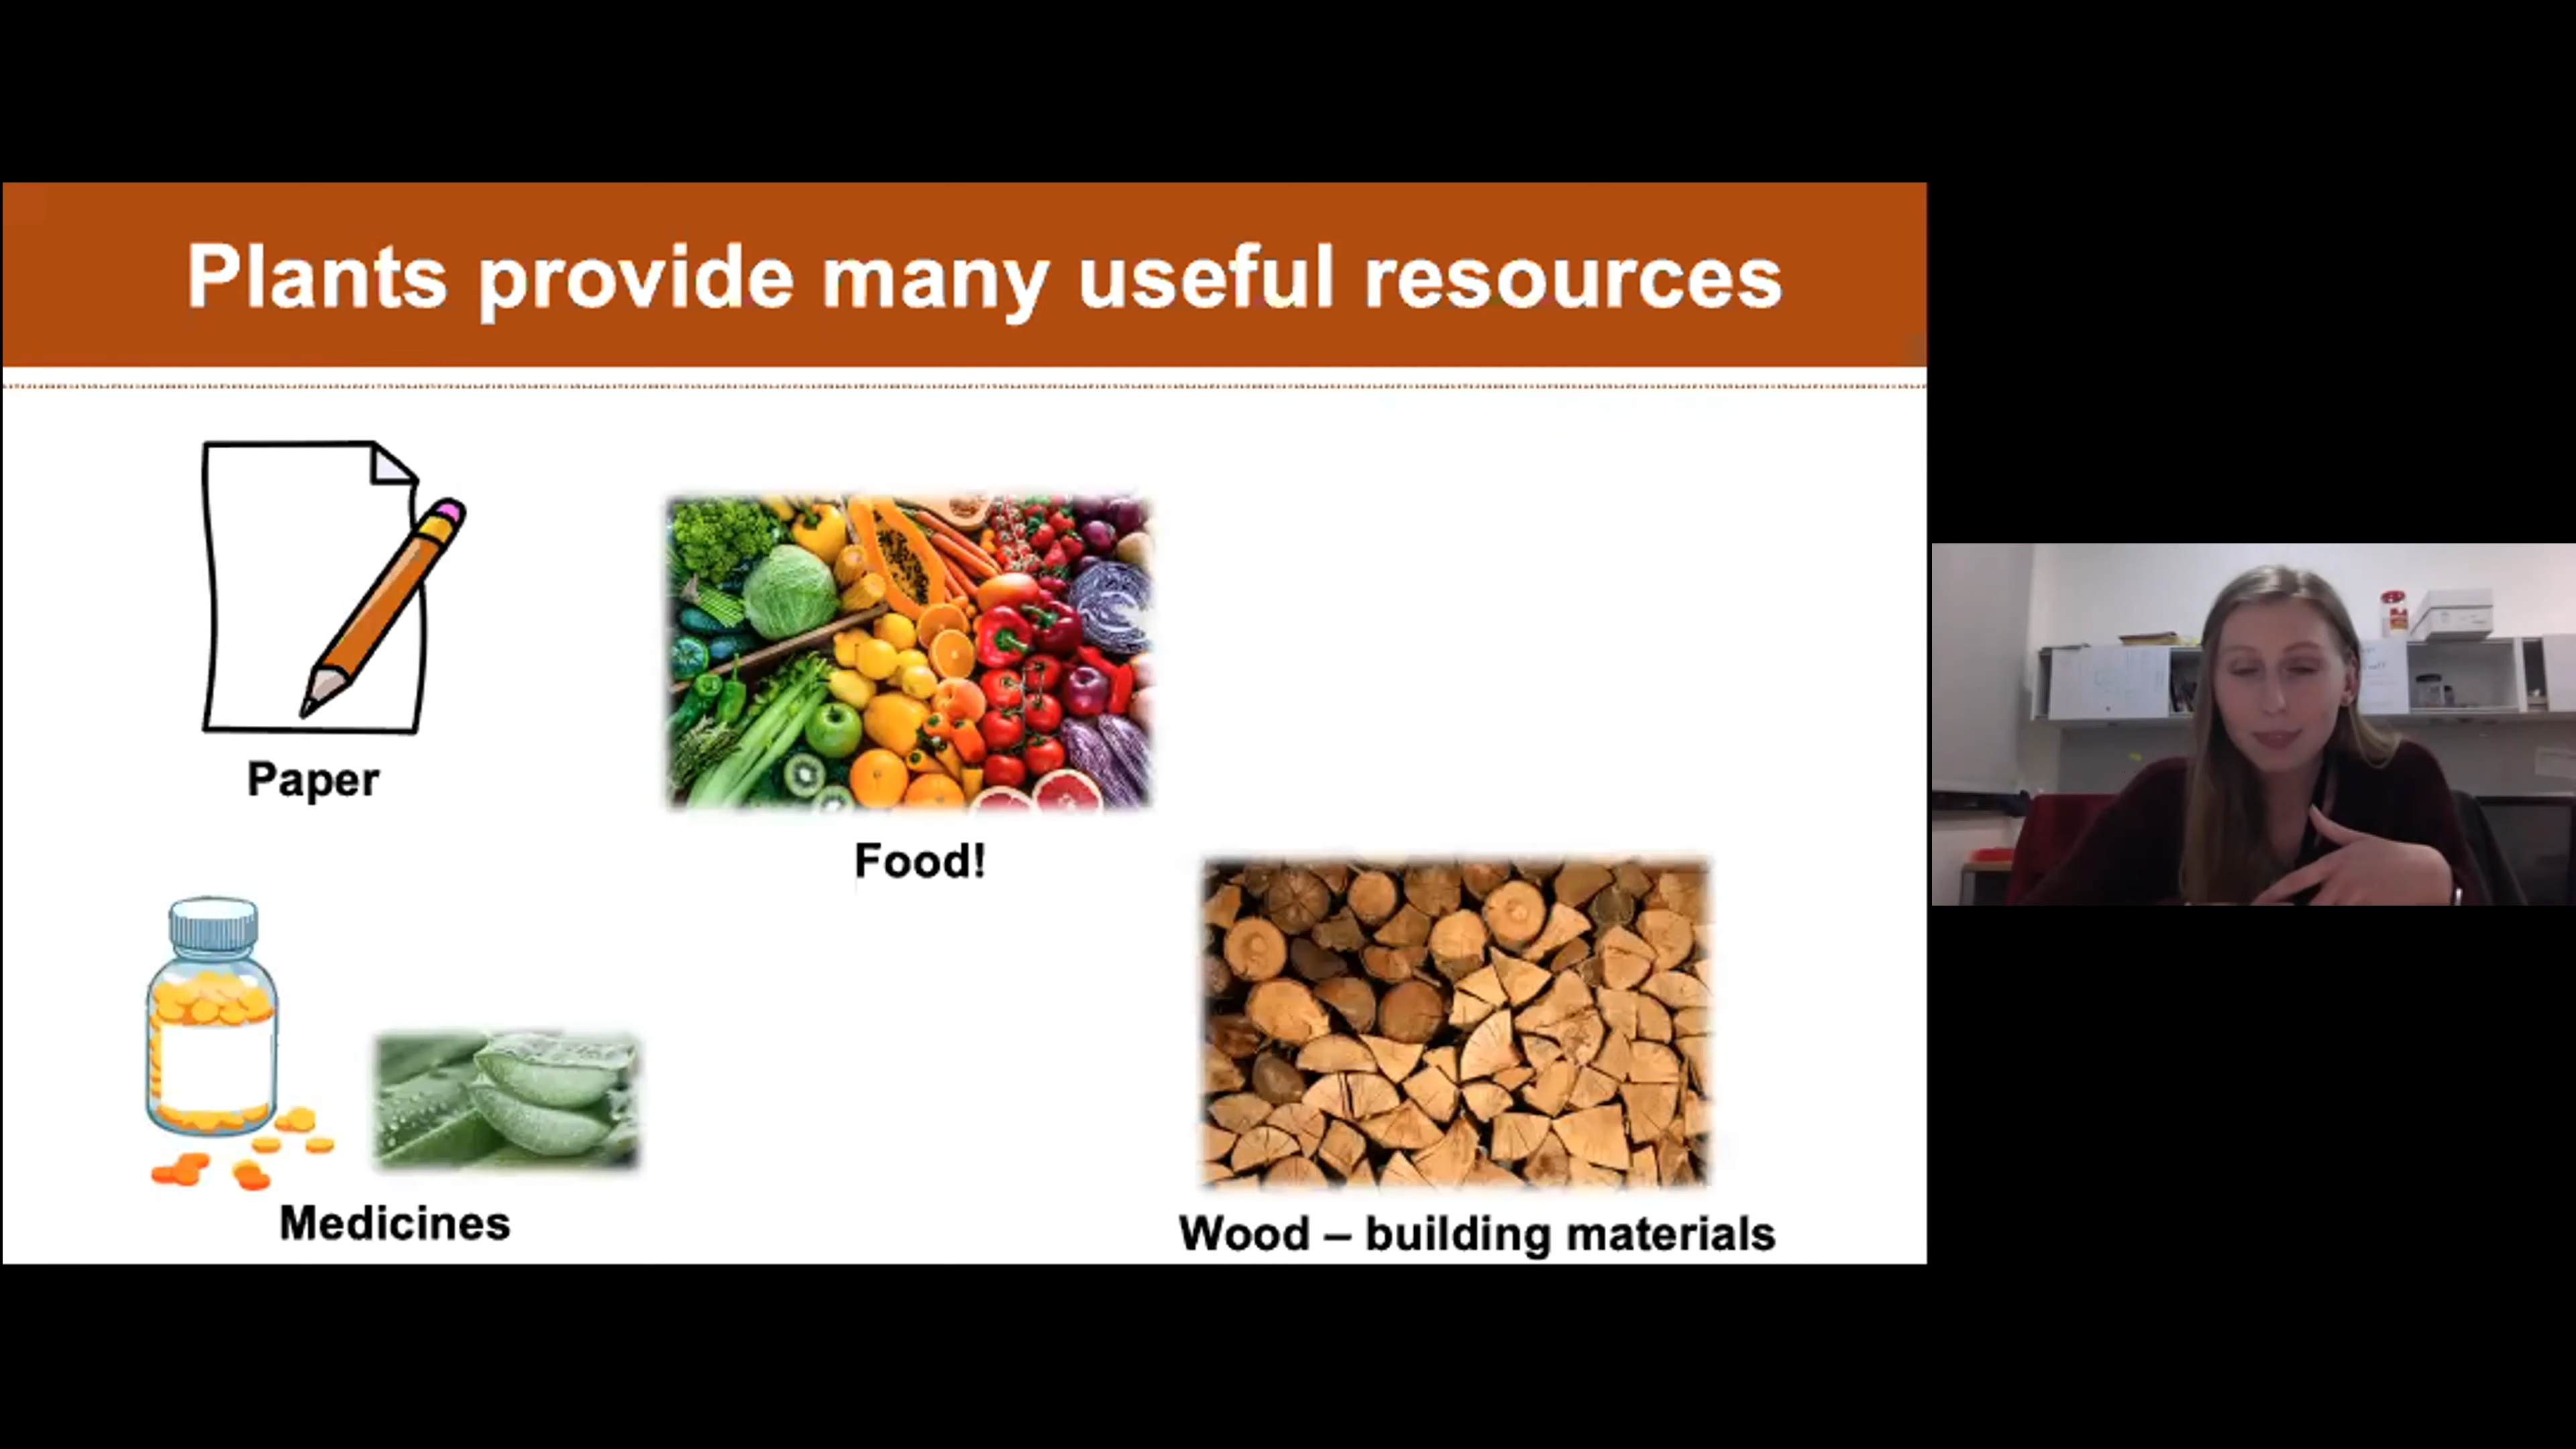 Plants provide many useful resources
Paper
Food!
Medicines
Wood – building materials